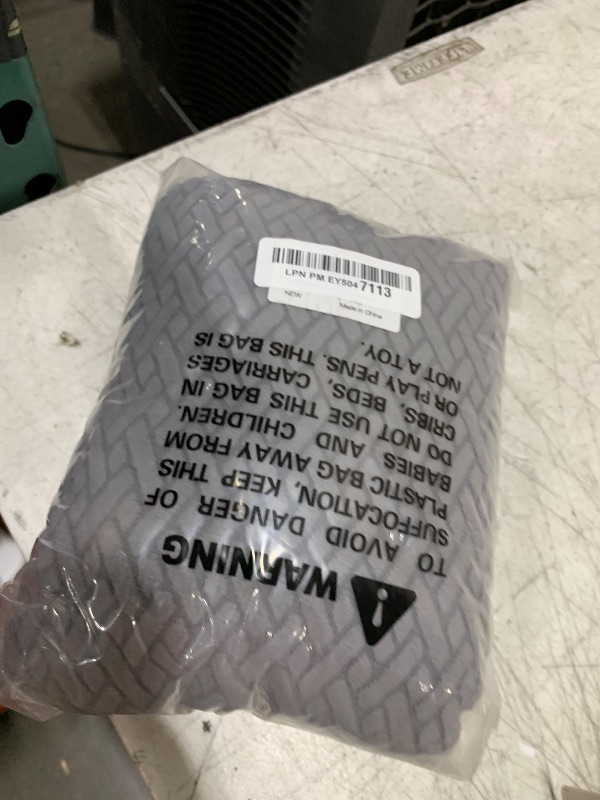 LPN PM EY5047113
NEW
Made in China
WARNING
TO AVOID DANGER OF
SUFFOCATION, KEEP THIS
PLASTIC BAG AWAY FROM
BABIES AND CHILDREN.
DO NOT USE THIS BAG IN
CRIBS, BEDS, CARRIAGES
OR PLAY PENS. THIS BAG IS
NOT A TOY.